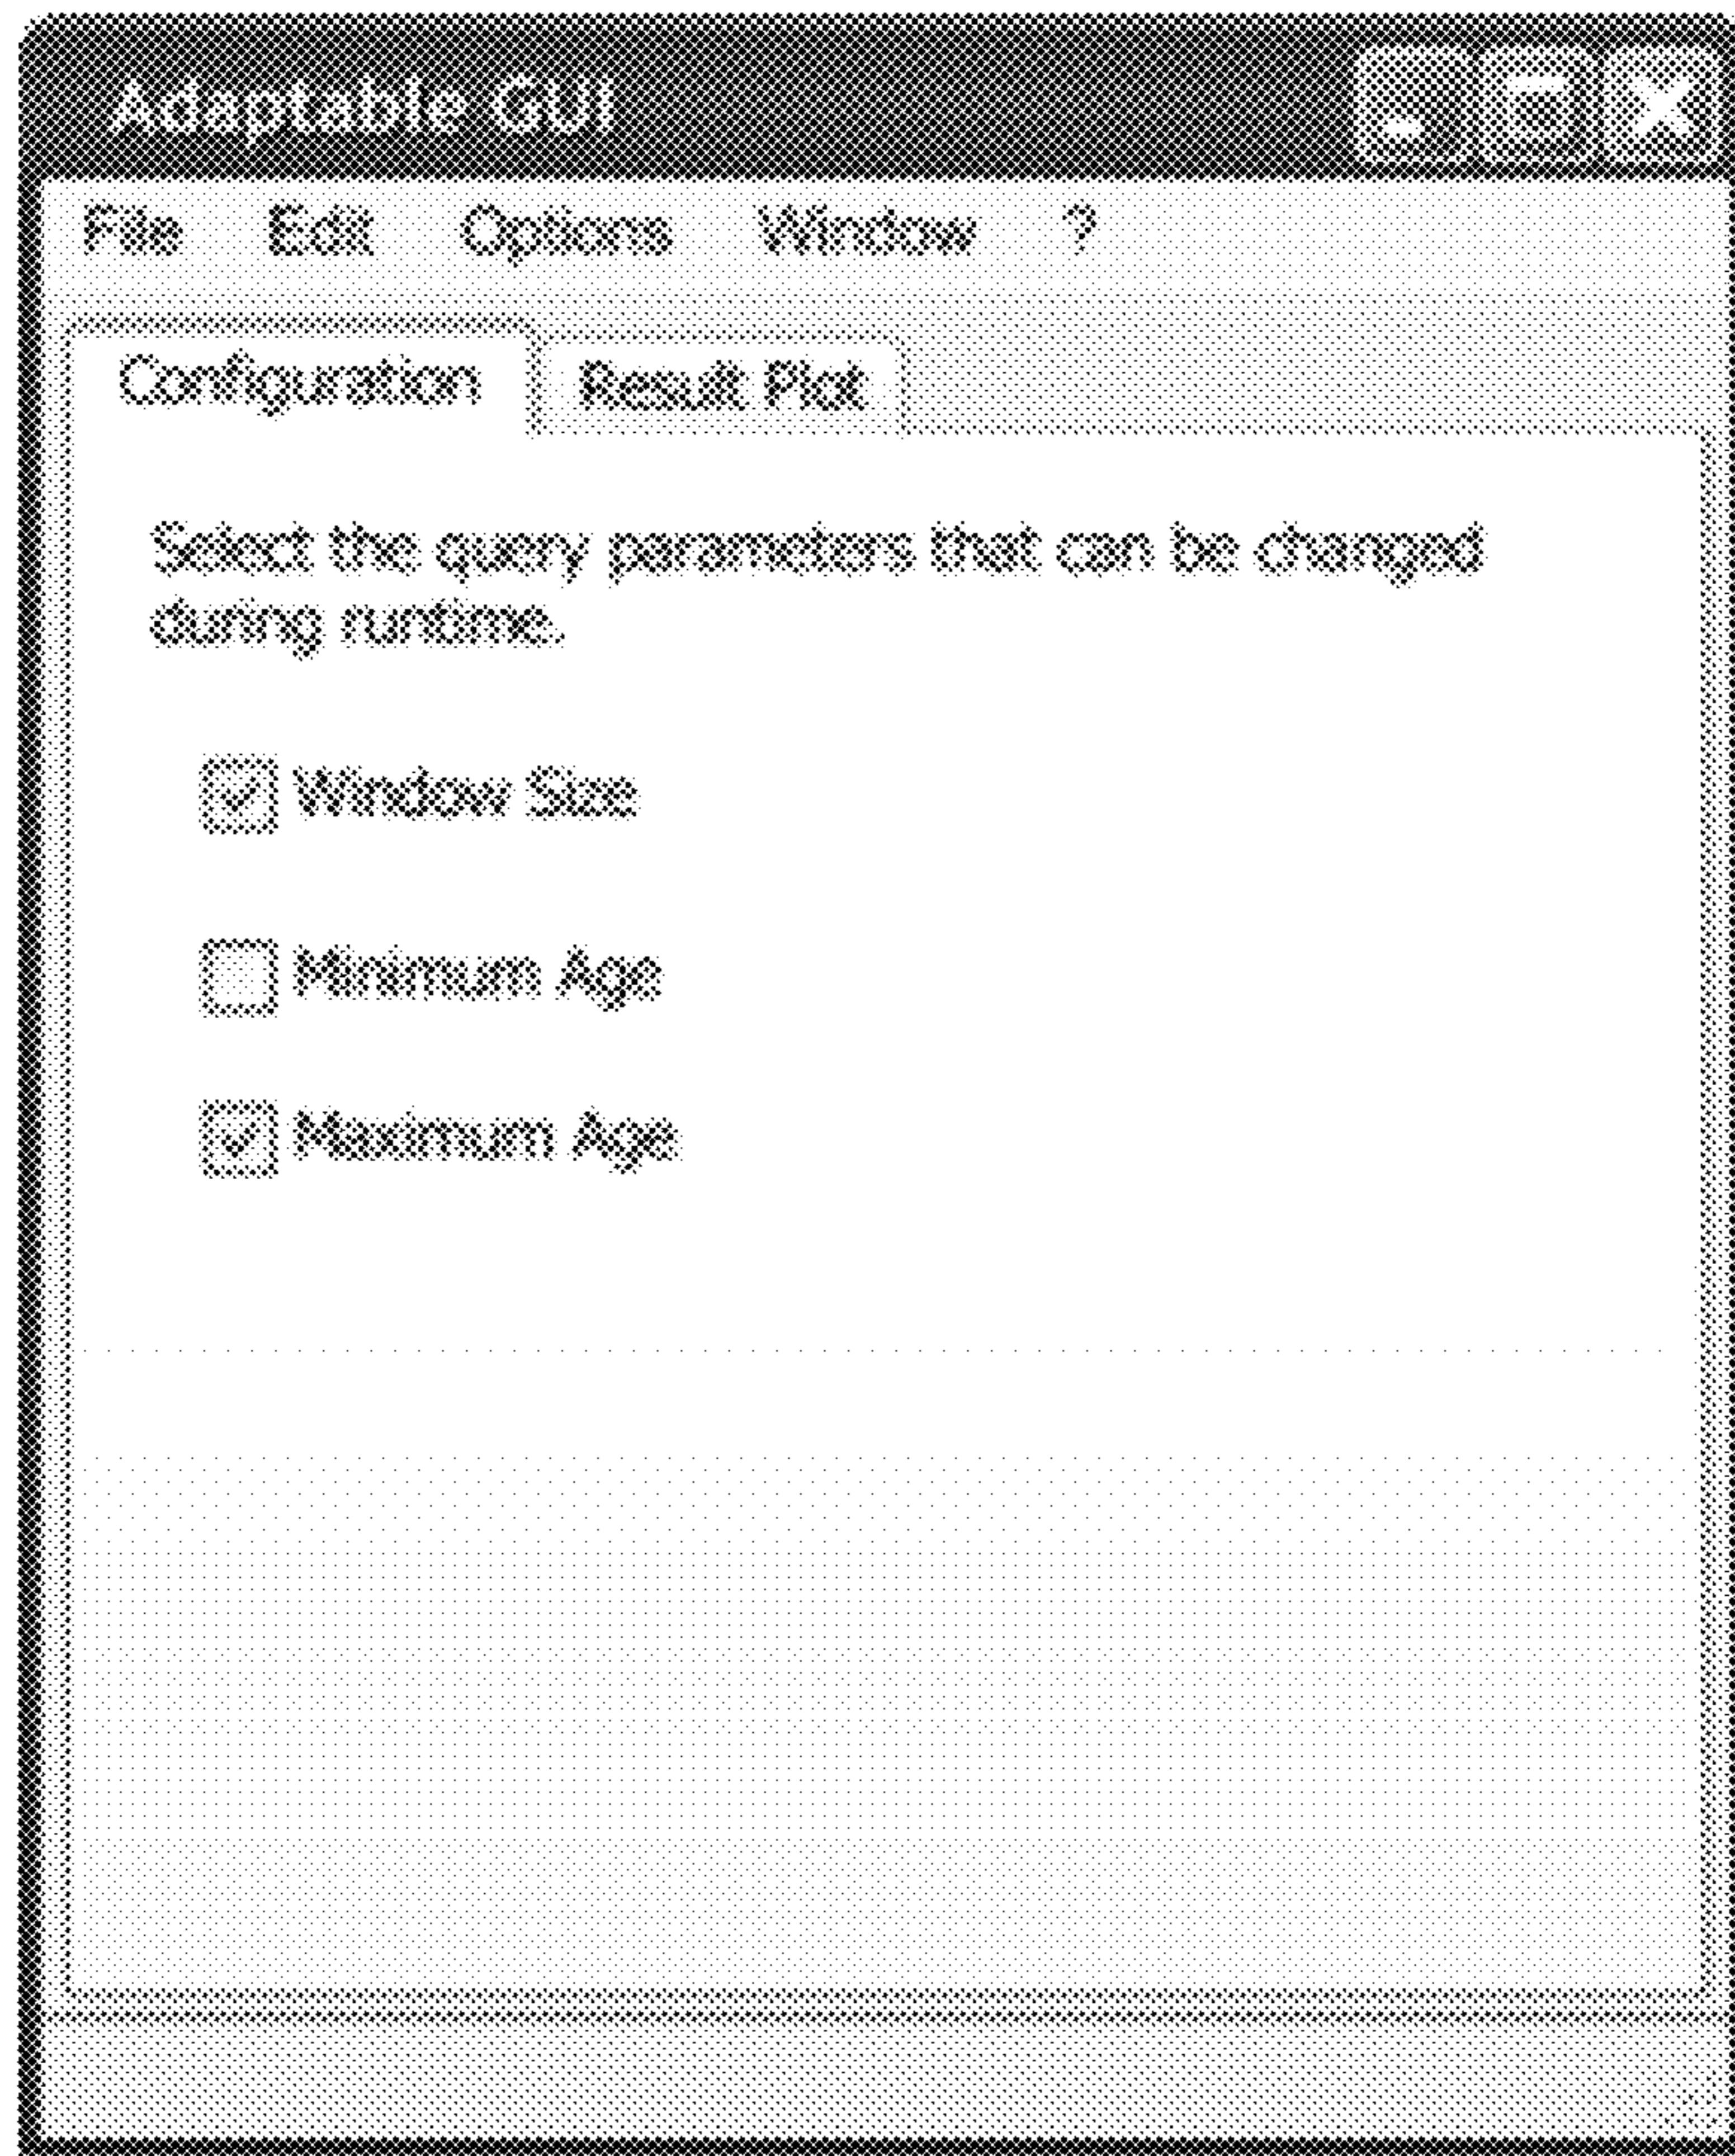 Adaptable GUI
File Edit Options Window ?
Configuration Result Plot
Select the query parameters that can be changed
during runtime.
Window Size
Minimum Age
Maximum Age